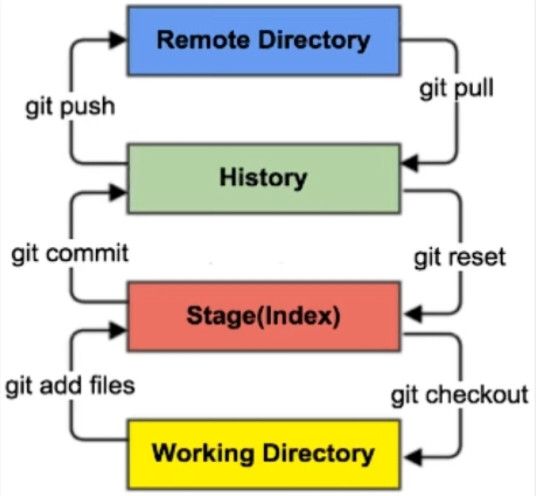 Remote Directory
git push
git pull
History
git commit
git reset
Stage(Index)
git add files
git checkout
Working Directory